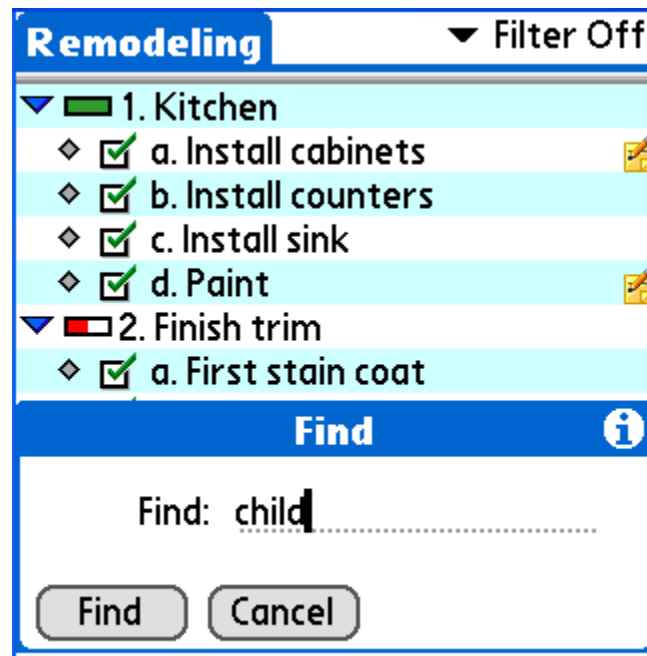 Remodeling
Filter Off
1. Kitchen
a. Install cabinets
b. Install counters
c. Install sink
d. Paint
2. Finish trim
a. First stain coat
Find
Find: child
Find Cancel